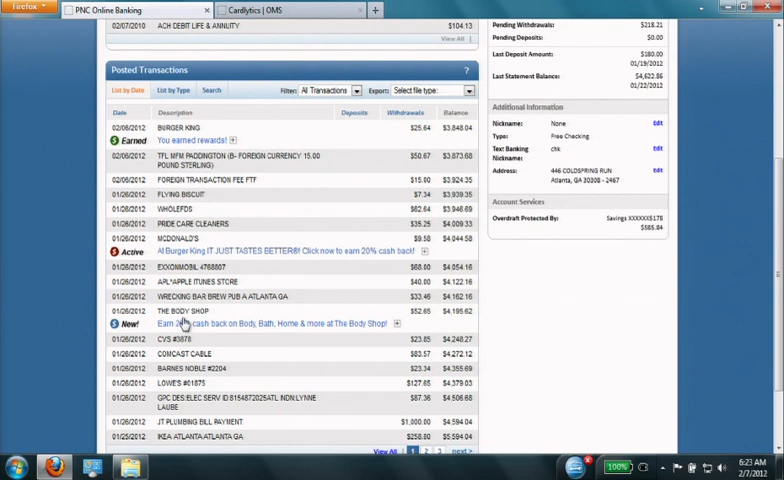 Firefox
PNC Online Banking
Cardlytics | OMS
02/07/2010 ACH DEBIT LIFE & ANNUITY $104.13
View All
Posted Transactions ?
List by Date List by Type Search Filter: All Transactions Export: Select file type:
Date Description Deposits Withdrawals Balance
02/06/2012 BURGER KING $25.64 $3,848.04
Earned You earned rewards!
02/06/2012 TFL MFM PADDINGTON (B- FOREIGN CURRENCY 15.00 $50.67 $3,873.68
POUND STERLING)
02/06/2012 FOREIGN TRANSACTION FEE FTF $15.00 $3,924.35
01/26/2012 FLYING BISCUIT $7.34 $3,939.35
01/26/2012 WHOLEFDS $62.64 $3,946.69
01/26/2012 PRIDE CARE CLEANERS $35.25 $4,009.33
01/26/2012 MCDONALD'S $9.58 $4,044.58
Active At Burger King IT JUST TASTES BETTER®! Click now to earn 20% cash back!
01/26/2012 EXXONMOBIL 4768807 $68.00 $4,054.16
01/26/2012 APL*APPLE ITUNES STORE $40.00 $4,122.16
01/26/2012 WRECKING BAR BREW PUB A ATLANTA GA $33.46 $4,162.16
01/26/2012 THE BODY SHOP $52.65 $4,195.62
New! Earn cash back on Body, Bath, Home & more at The Body Shop!
01/26/2012 CVS #3876 $23.85 $4,248.27
01/26/2012 COMCAST CABLE $83.57 $4,272.12
01/26/2012 BARNES NOBLE #2204 $23.34 $4,355.69
01/26/2012 LOWE'S #01875 $127.65 $4,379.03
01/26/2012 GPC DES:ELEC SERV ID:8154872025ATL INDN:LYNNE $87.36 $4,506.68
LAUBE
01/26/2012 JT PLUMBING BILL PAYMENT $1,000.00 $4,594.04
01/25/2012 IKEA ATLANTA ATLANTA GA $258.80 $5,594.04
View All 1 2 3 next >
Pending Withdrawals: $218.21
Pending Deposits: $0.00
Last Deposit Amount: $180.00
01/19/2012
Last Statement Balance: $4,622.86
01/22/2012
Additional Information
Nickname: None Edit
Type: Free Checking
Text Banking chk Edit
Nickname:
Address: 446 COLDSPRING RUN Edit
Atlanta, GA 30308 - 2467
Account Services
Overdraft Protected By: Savings XXXXXX5178
$585.84
100%
6:23 AM
2/7/2012